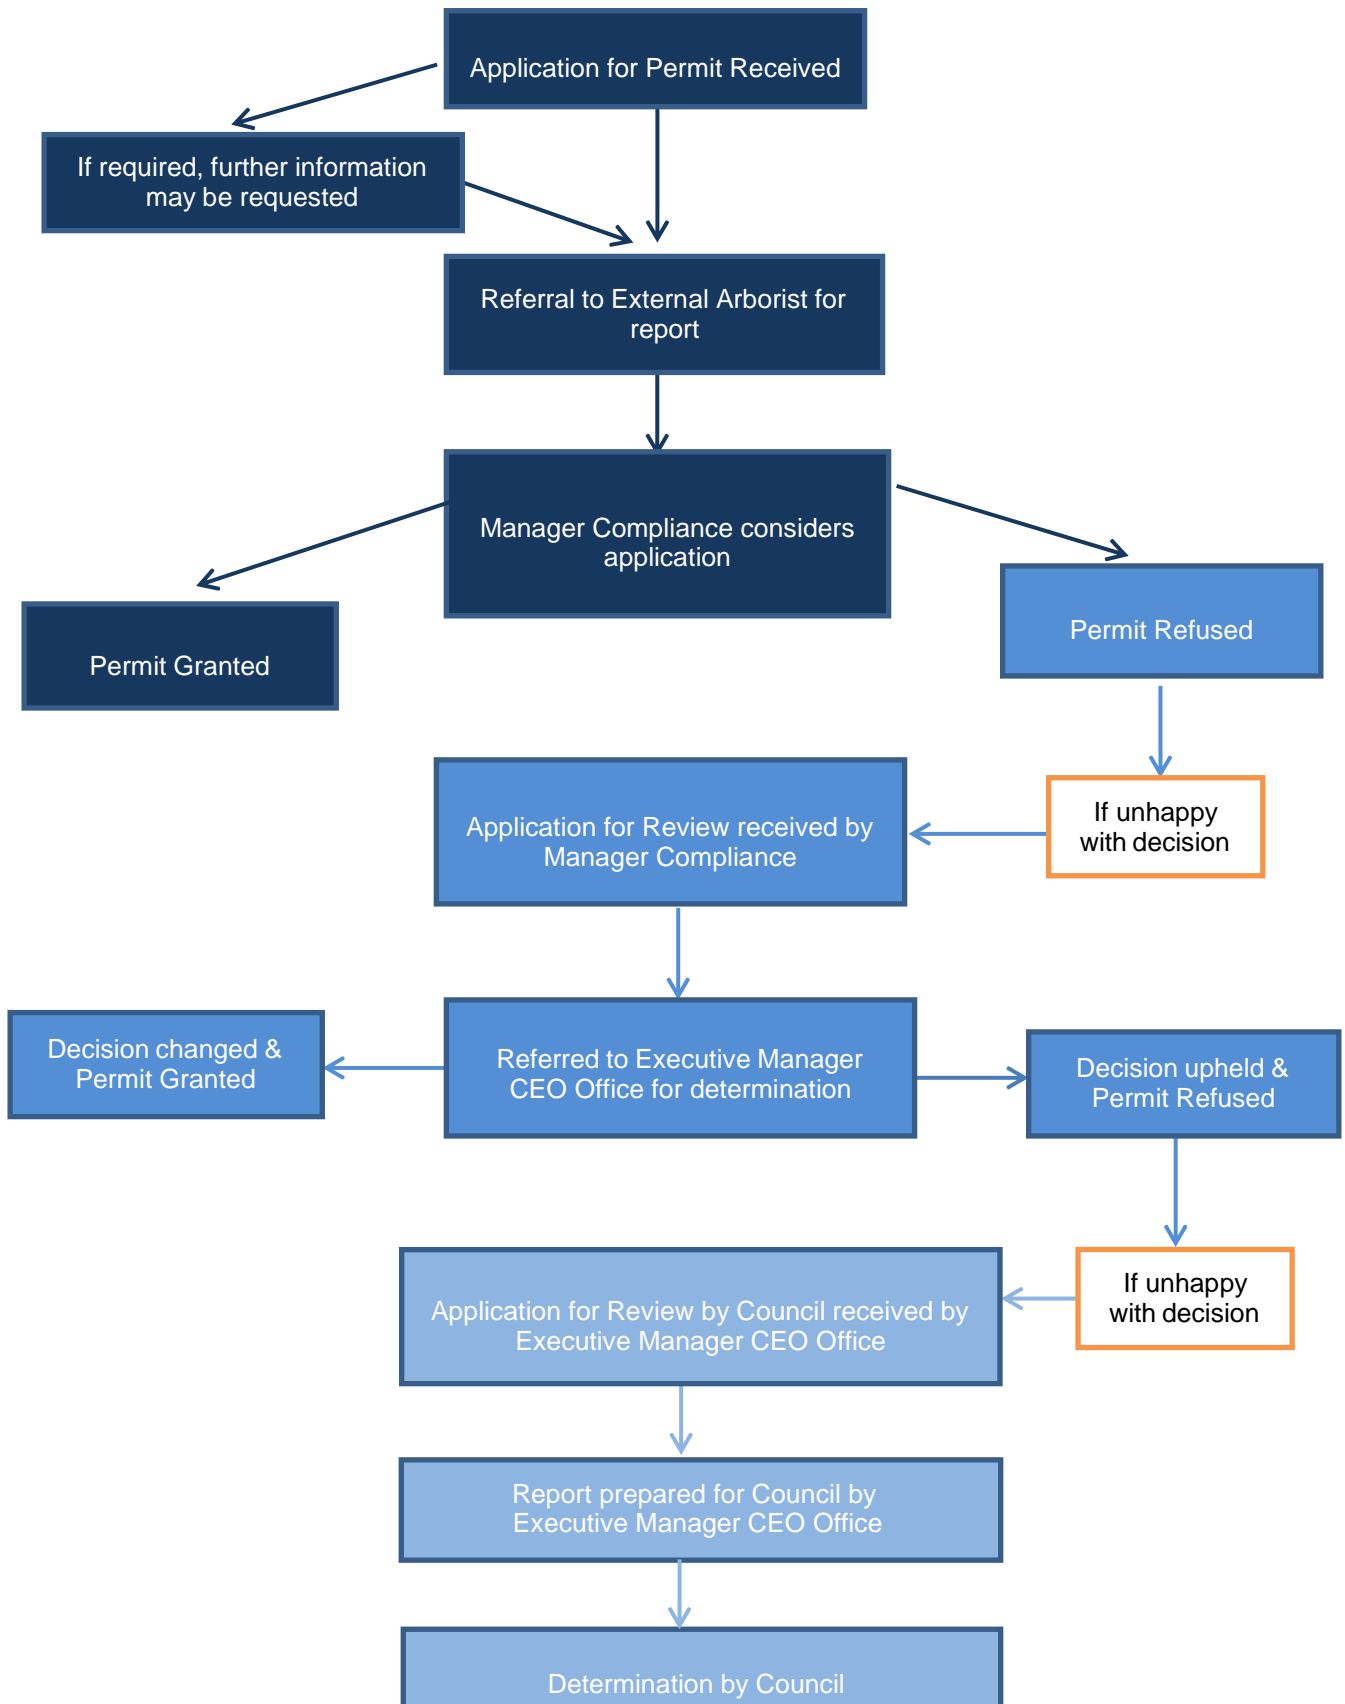 Application for Permit Received
If required, further information
may be requested
Referral to External Arborist for
report
Manager Compliance considers
application
Permit Refused
Permit Granted
If unhappy
with decision
Application for Review received by
Manager Compliance
Decision changed &
Permit Granted
Referred to Executive Manager
CEO Office for determination
Decision upheld &
Permit Refused
If unhappy
with decision
Application for Review by Council received by
Executive Manager CEO Office
Report prepared for Council by
Executive Manager CEO Office
Determination by Council